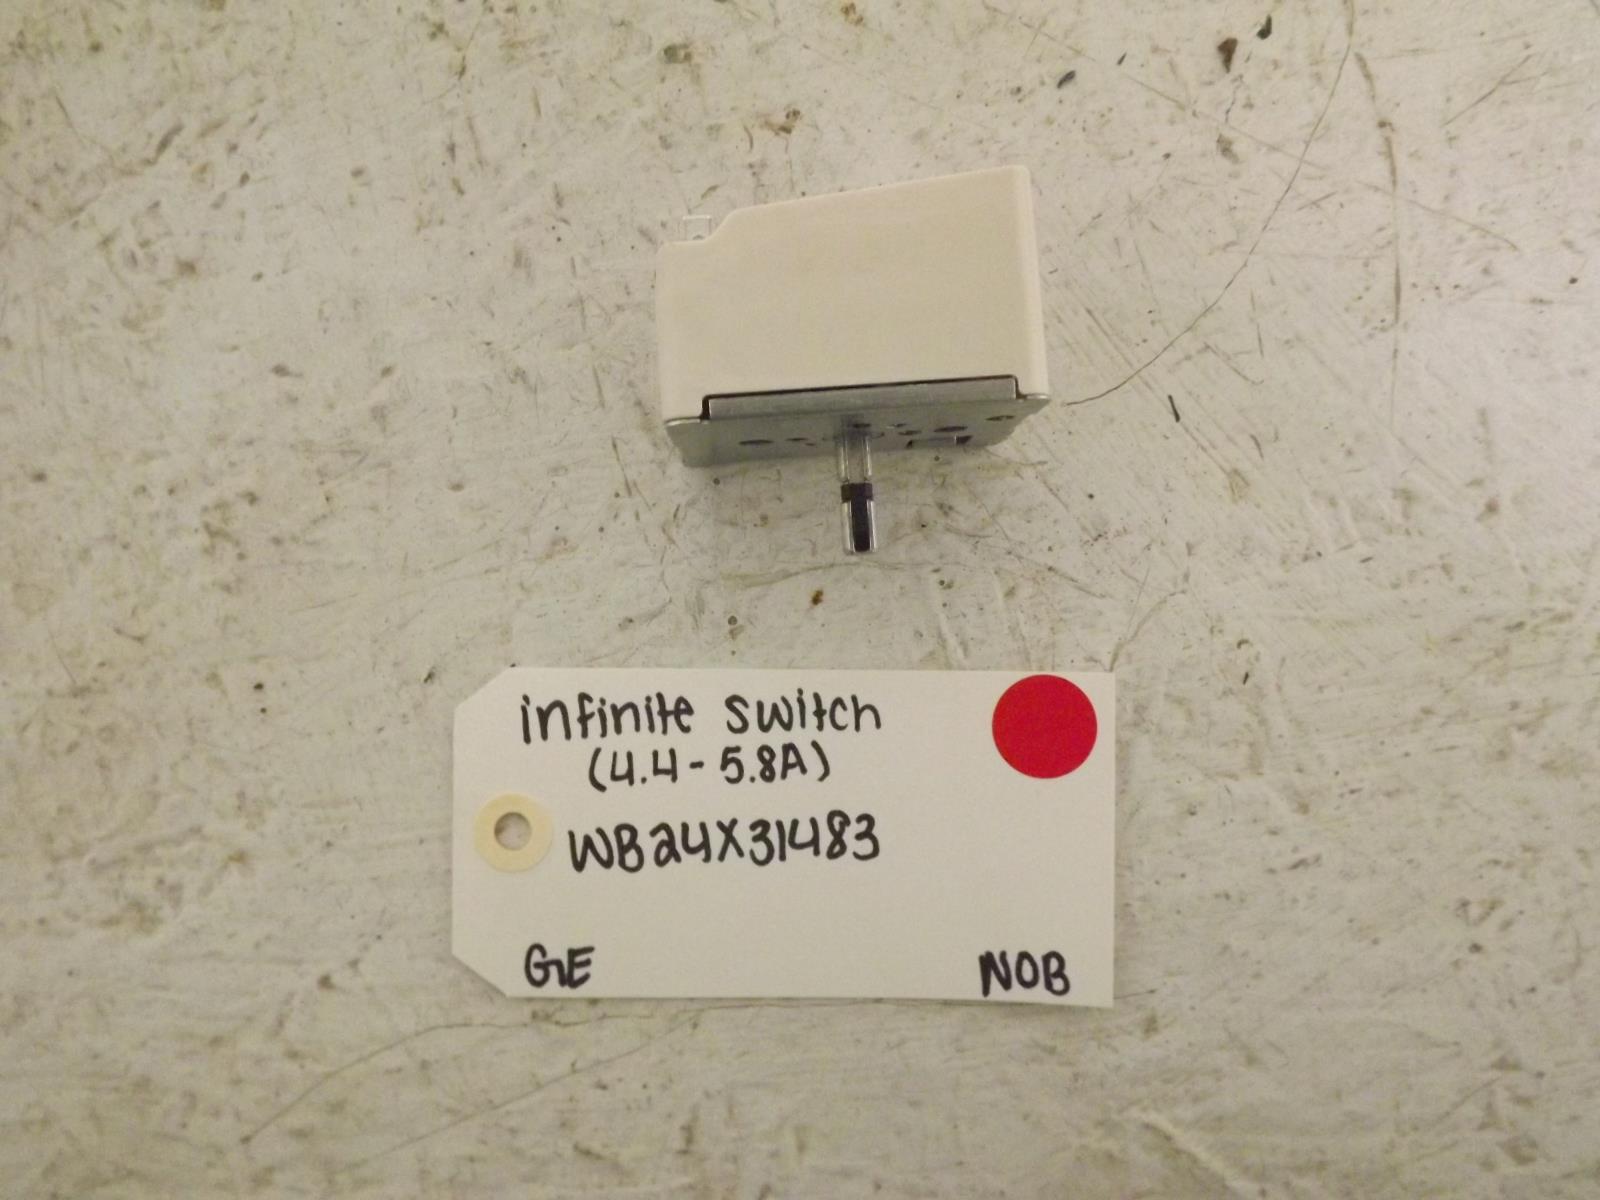 infinite switch
(4.4-5.8A)
WB24X31483
GE
NOB